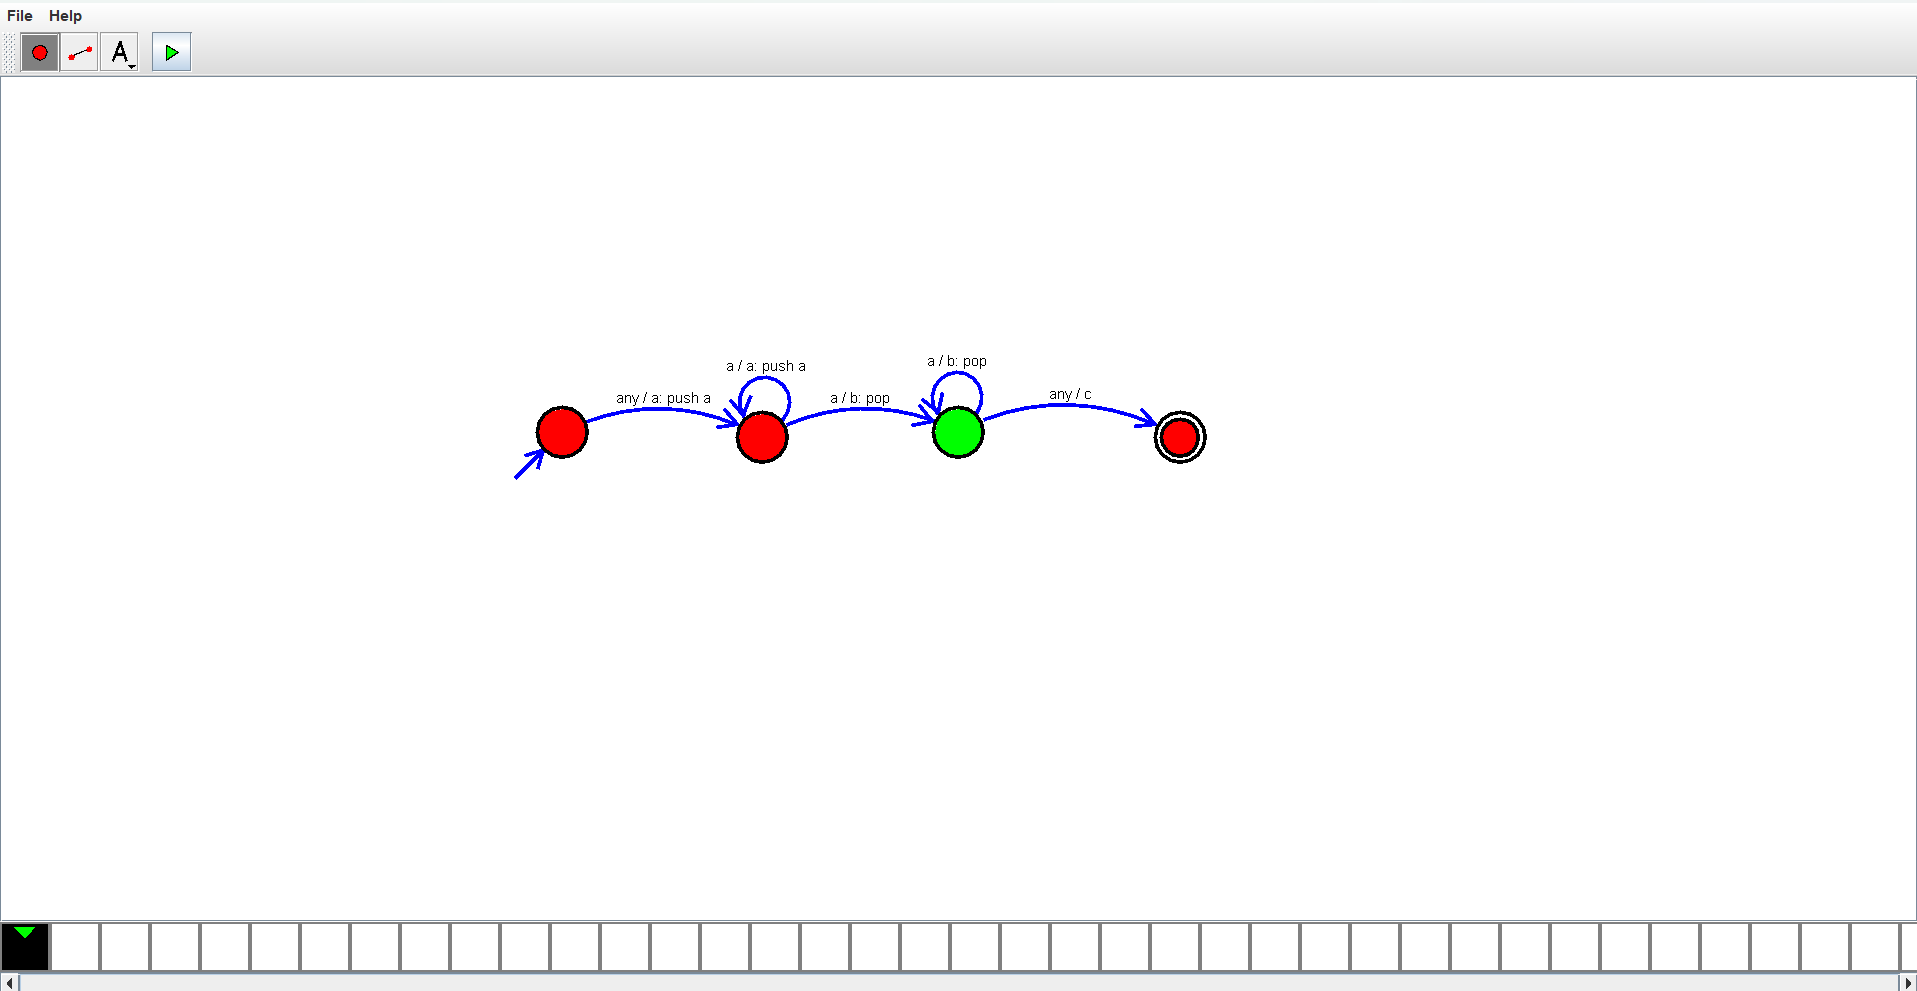 File Help
A
a / a: push a
a / b: pop
any / a: push a
a / b: pop
any / c